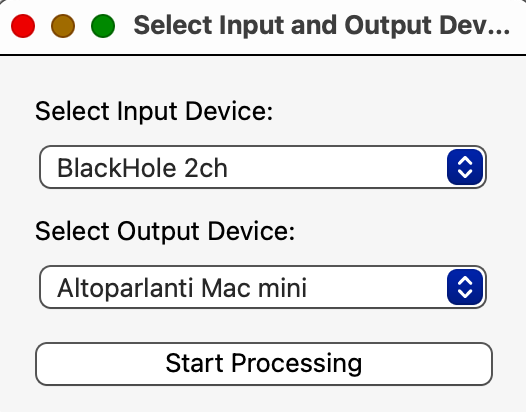 Select Input and Output Dev...
Select Input Device:
BlackHole 2ch
Select Output Device:
Altoparlanti Mac mini
Start Processing